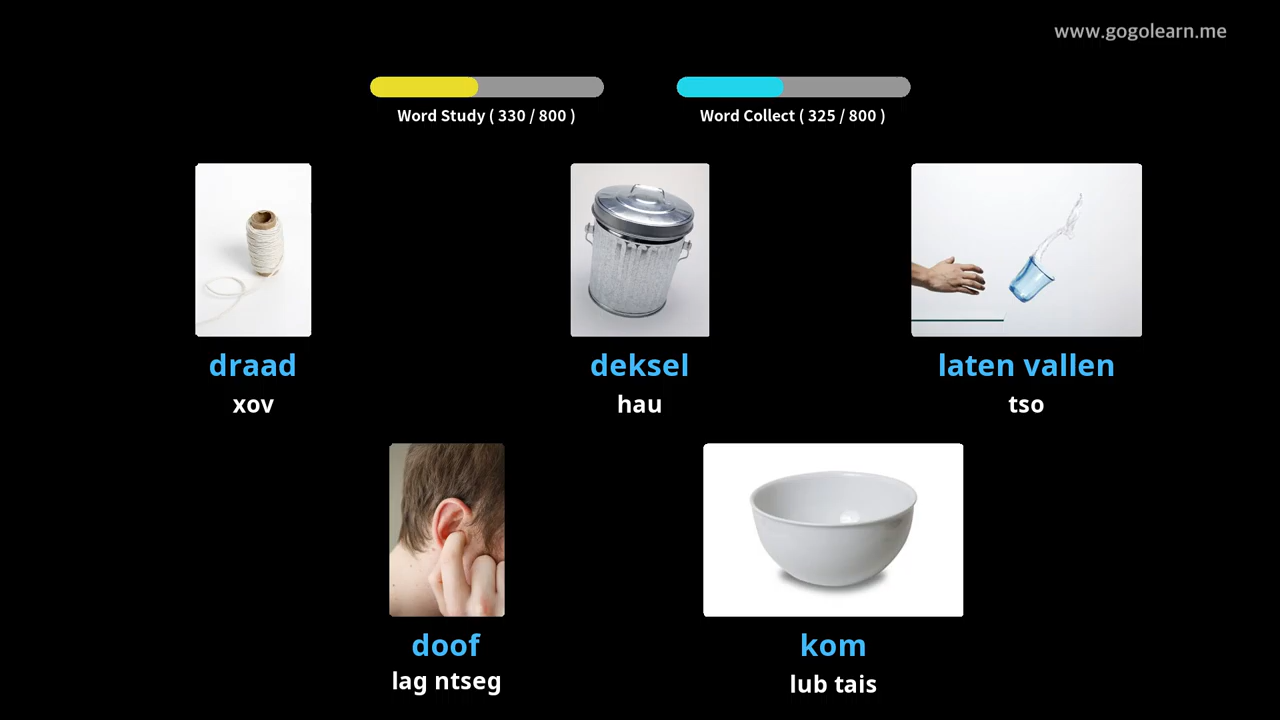 www.gogolearn.me
Word Study ( 330 / 800 )
Word Collect ( 325 / 800 )
draad
xov
deksel
hau
laten vallen
tso
doof
lag ntseg
kom
lub tais